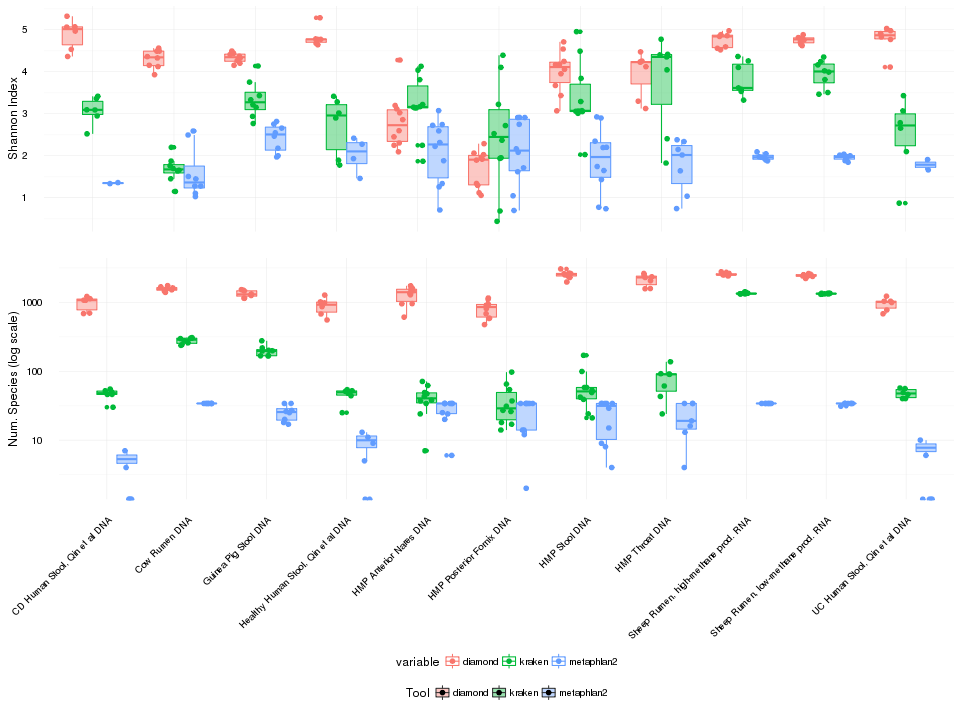 Shannon Index
5
4
3
2
1
Num. Species (log scale)
1000
100
10
CD Human Stool, Qin et al DNA
Cow Rumen DNA
Guinea Pig Stool DNA
Healthy Human Stool, Qin et al DNA
HMP Anterior Nares DNA
HMP Posterior Fornix DNA
HMP Stool DNA
HMP Throat DNA
Sheep Rumen, high-methane prod. RNA
Sheep Rumen, low-methane prod. RNA
UC Human Stool, Qin et al DNA
variable diamond kraken metaphlan2
Tool diamond kraken metaphlan2